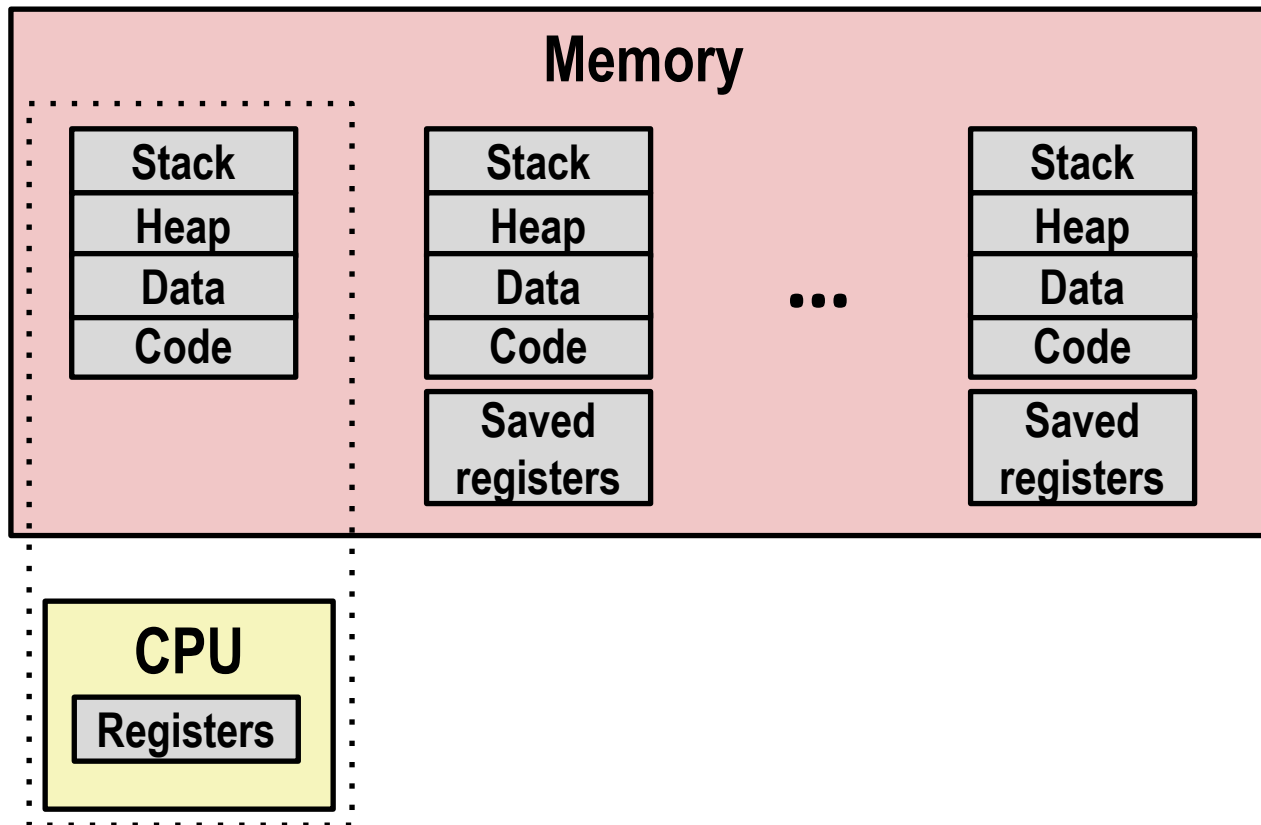 Memory
Stack
Heap
Data
Code
Stack
Heap
Data
Code
Saved
registers
...
Stack
Heap
Data
Code
Saved
registers
CPU
Registers